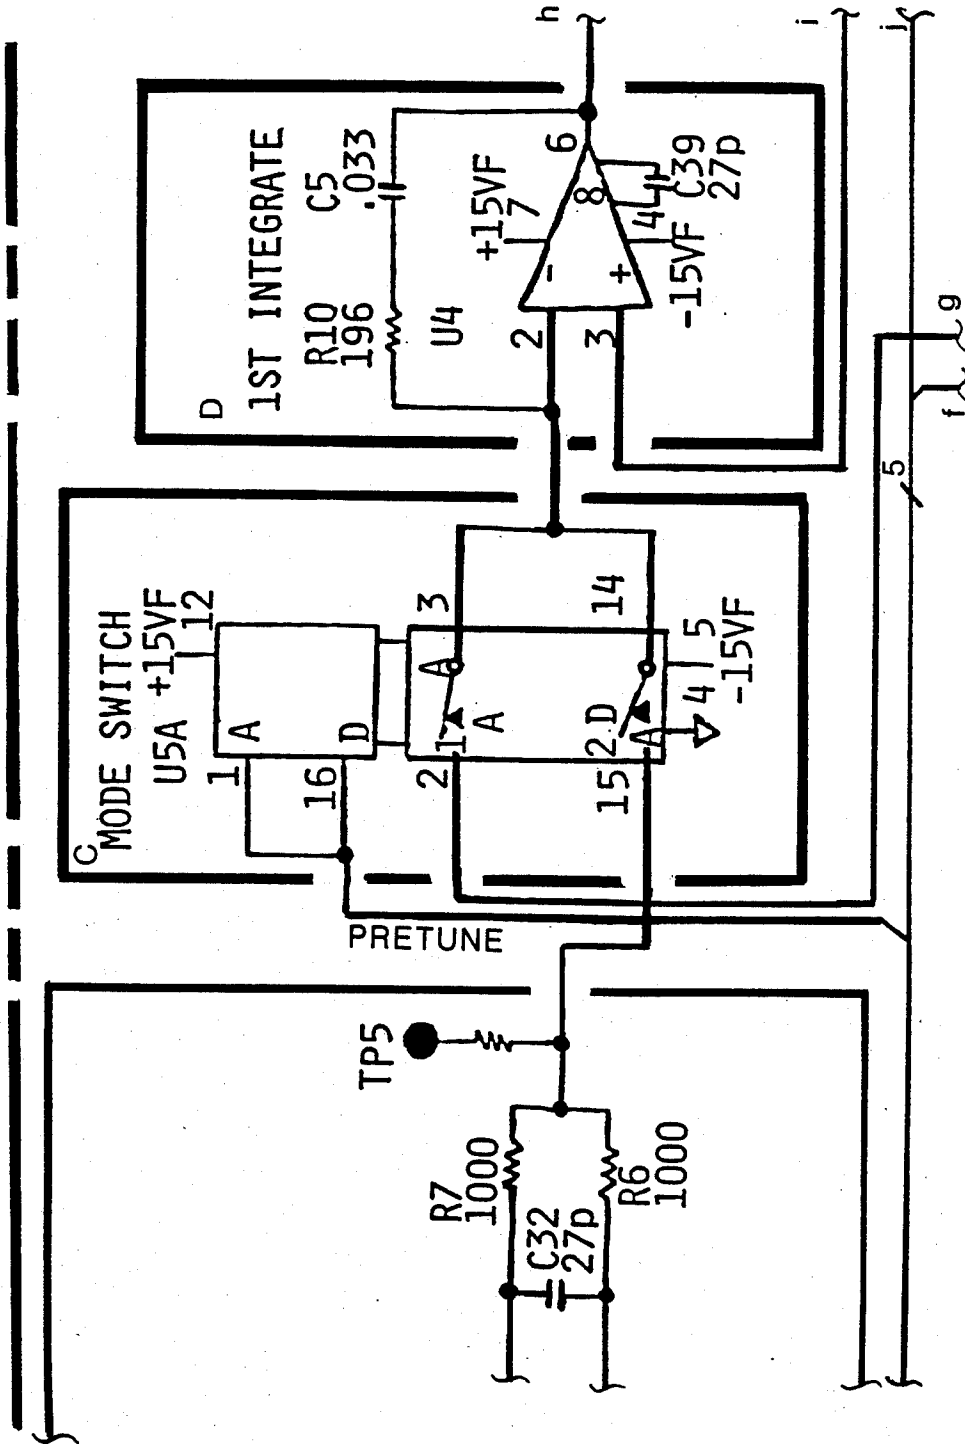 h
i
j
D
1ST INTEGRATE
C5
.033
R10
196
U4
+15VF
7
6
2
3
-
+
8
4
-15VF
C39
27p
g
f
5
C
MODE SWITCH
U5A +15VF
12
A
D
1
16
3
14
A
1
A
2
D
2
A
15
4
5
-15VF
PRETUNE
TP5
R7
1000
C32
27p
R6
1000